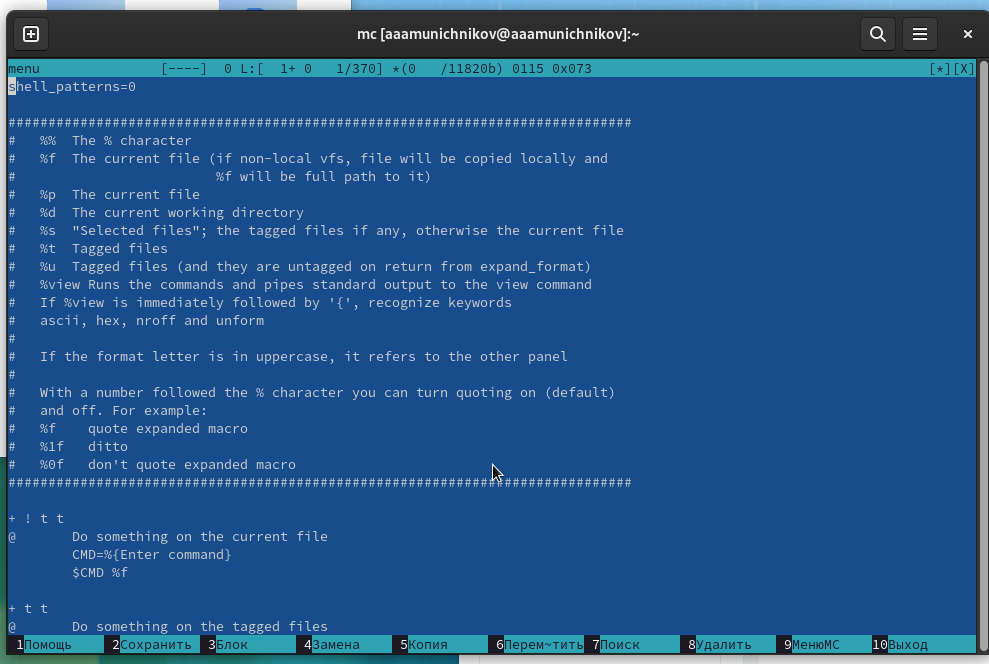 mc [aaamunichnikov@aaamunichnikov]:~
menu               [----]  0 L:[  1+ 0   1/370] *(0   /11820b) 0115 0x073                                          [*][X]
shell_patterns=0
##############################################################################
#   %%  The % character
#   %f  The current file (if non-local vfs, file will be copied locally and
#                         %f will be full path to it)
#   %p  The current file
#   %d  The current working directory
#   %s  "Selected files"; the tagged files if any, otherwise the current file
#   %t  Tagged files
#   %u  Tagged files (and they are untagged on return from expand_format)
#   %view Runs the commands and pipes standard output to the view command
#   If %view is immediately followed by '{', recognize keywords
#   ascii, hex, nroff and unform
#
#   If the format letter is in uppercase, it refers to the other panel
#
#   With a number followed the % character you can turn quoting on (default)
#   and off. For example:
#   %f    quote expanded macro
#   %1f   ditto
#   %0f   don't quote expanded macro
##############################################################################
+ ! t t
@       Do something on the current file
        CMD=%{Enter command}
        $CMD %f
+ t t
@       Do something on the tagged files
1Помощь 2Сохранить 3Блок 4Замена 5Копия 6Перем~тить 7Поиск 8Удалить 9МенюMC 10Выход